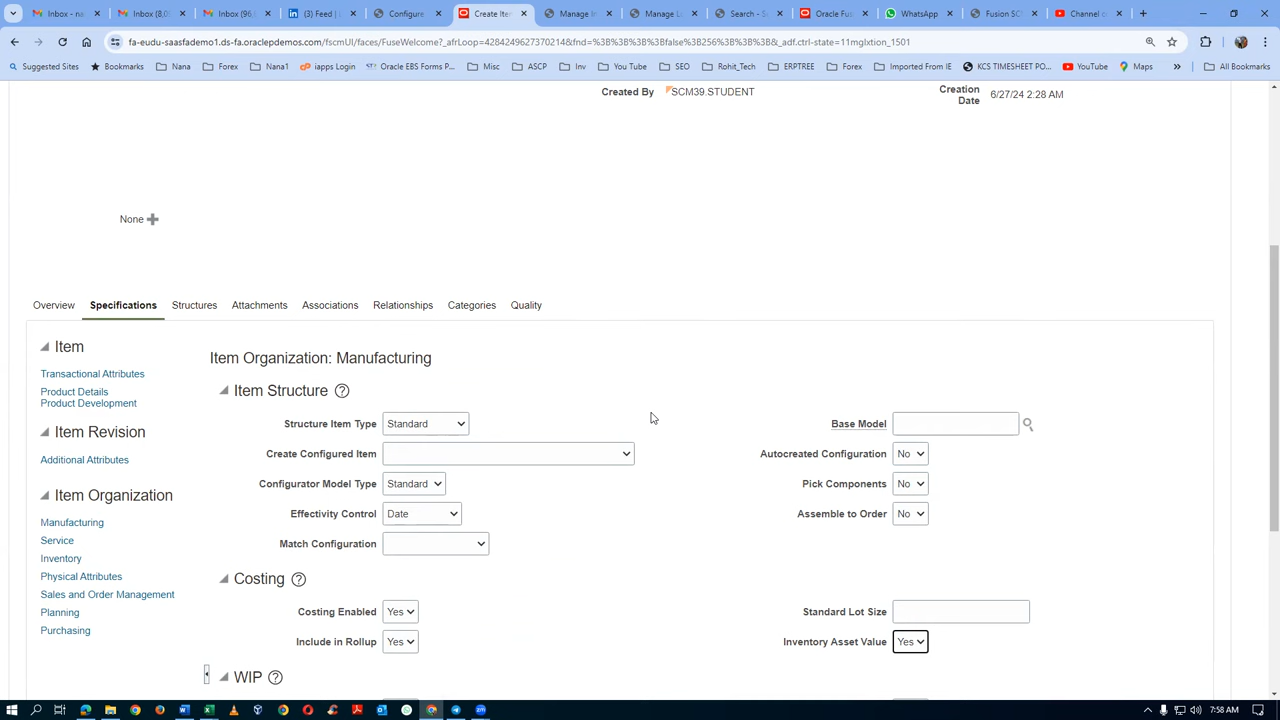 Inbox - na
Inbox (8,0
Inbox (96,
(3) Feed | L
Configure
Create Iten
Manage In
Manage L
Search - S
Oracle Fus
WhatsApp
Fusion SC
Channel c
fa-eudu-saasfademo1.ds-fa.oraclepdemos.com/fscmUI/faces/FuseWelcome?_afrLoop=4284249627370214&fnd=%3B%3B%3B%3Bfalse%3B256%3B%3B%3B&_adf.ctrl-state=11mglxtion_1501
Suggested Sites
Bookmarks
Nana
Forex
Nana1
iapps Login
Oracle EBS Forms P...
Misc
ASCP
Inv
You Tube
SEO
Rohit_Tech
ERPTREE
Forex
Imported From IE
KCS TIMESHEET PO...
YouTube
Maps
»
All Bookmarks
Created By SCM39.STUDENT
Creation Date 6/27/24 2:28 AM
None
Overview Specifications Structures Attachments Associations Relationships Categories Quality
Item
Transactional Attributes
Product Details
Product Development
Item Revision
Additional Attributes
Item Organization
Manufacturing
Service
Inventory
Physical Attributes
Sales and Order Management
Planning
Purchasing
Item Organization: Manufacturing
Item Structure ?
Structure Item Type Standard
Base Model
Create Configured Item
Autocreated Configuration No
Configurator Model Type Standard
Pick Components No
Effectivity Control Date
Assemble to Order No
Match Configuration
Costing ?
Costing Enabled Yes
Standard Lot Size
Include in Rollup Yes
Inventory Asset Value Yes
WIP ?
7:58 AM